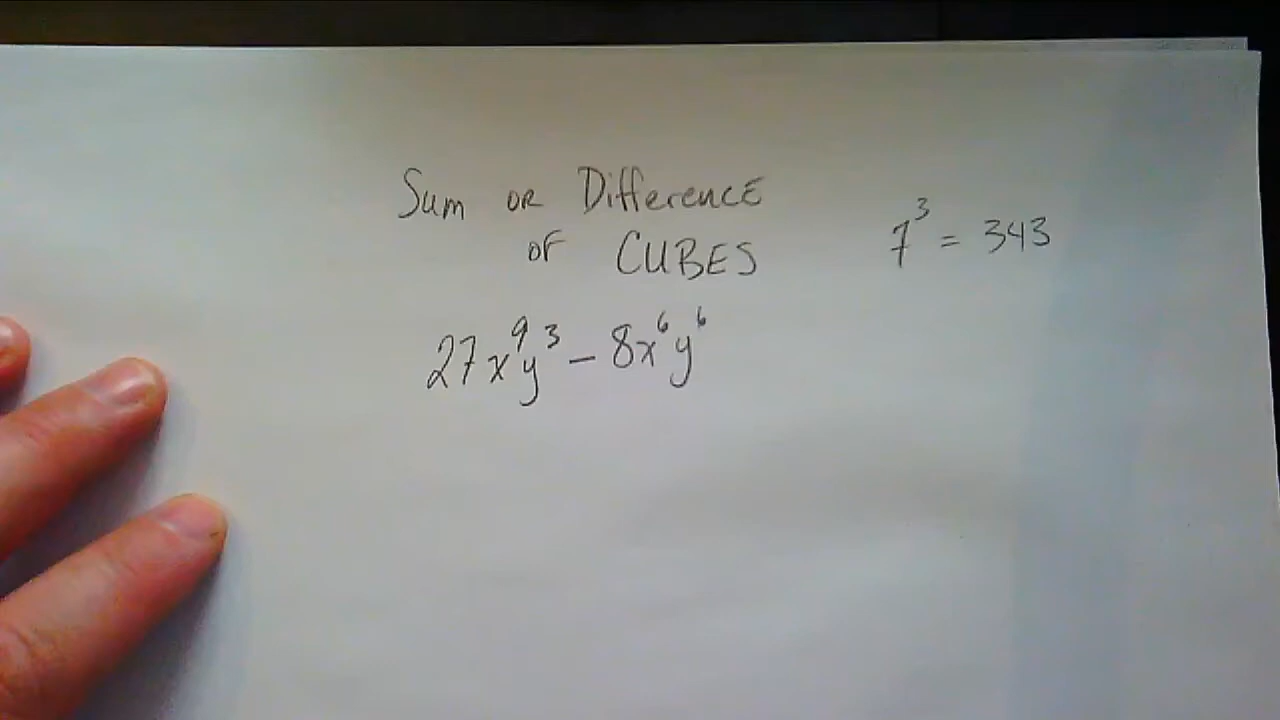 Sum OR Difference
OF CUBES
7³ = 343
27x⁹y³ – 8x⁶y⁶